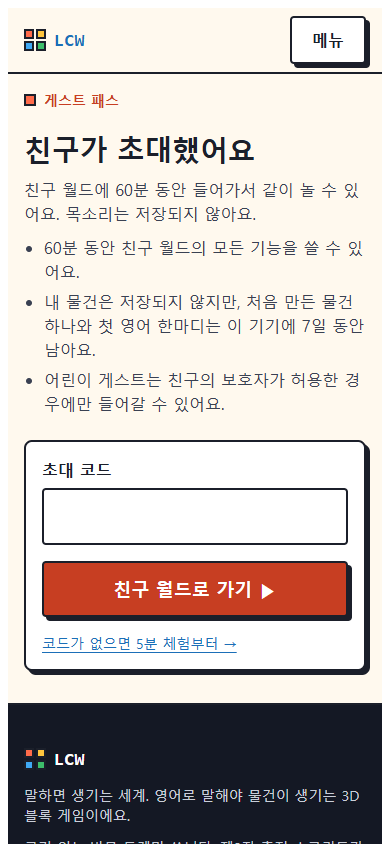 LCW
메뉴
게스트 패스
친구가 초대했어요
친구 월드에 60분 동안 들어가서 같이 놀 수 있
어요. 목소리는 저장되지 않아요.
• 60분 동안 친구 월드의 모든 기능을 쓸 수 있
어요.
• 내 물건은 저장되지 않지만, 처음 만든 물건
하나와 첫 영어 한마디는 이 기기에 7일 동안
남아요.
• 어린이 게스트는 친구의 보호자가 허용한 경
우에만 들어갈 수 있어요.
초대 코드
친구 월드로 가기 ▶
코드가 없으면 5분 체험부터 →
LCW
말하면 생기는 세계. 영어로 말해야 물건이 생기는 3D
블록 게임이에요.